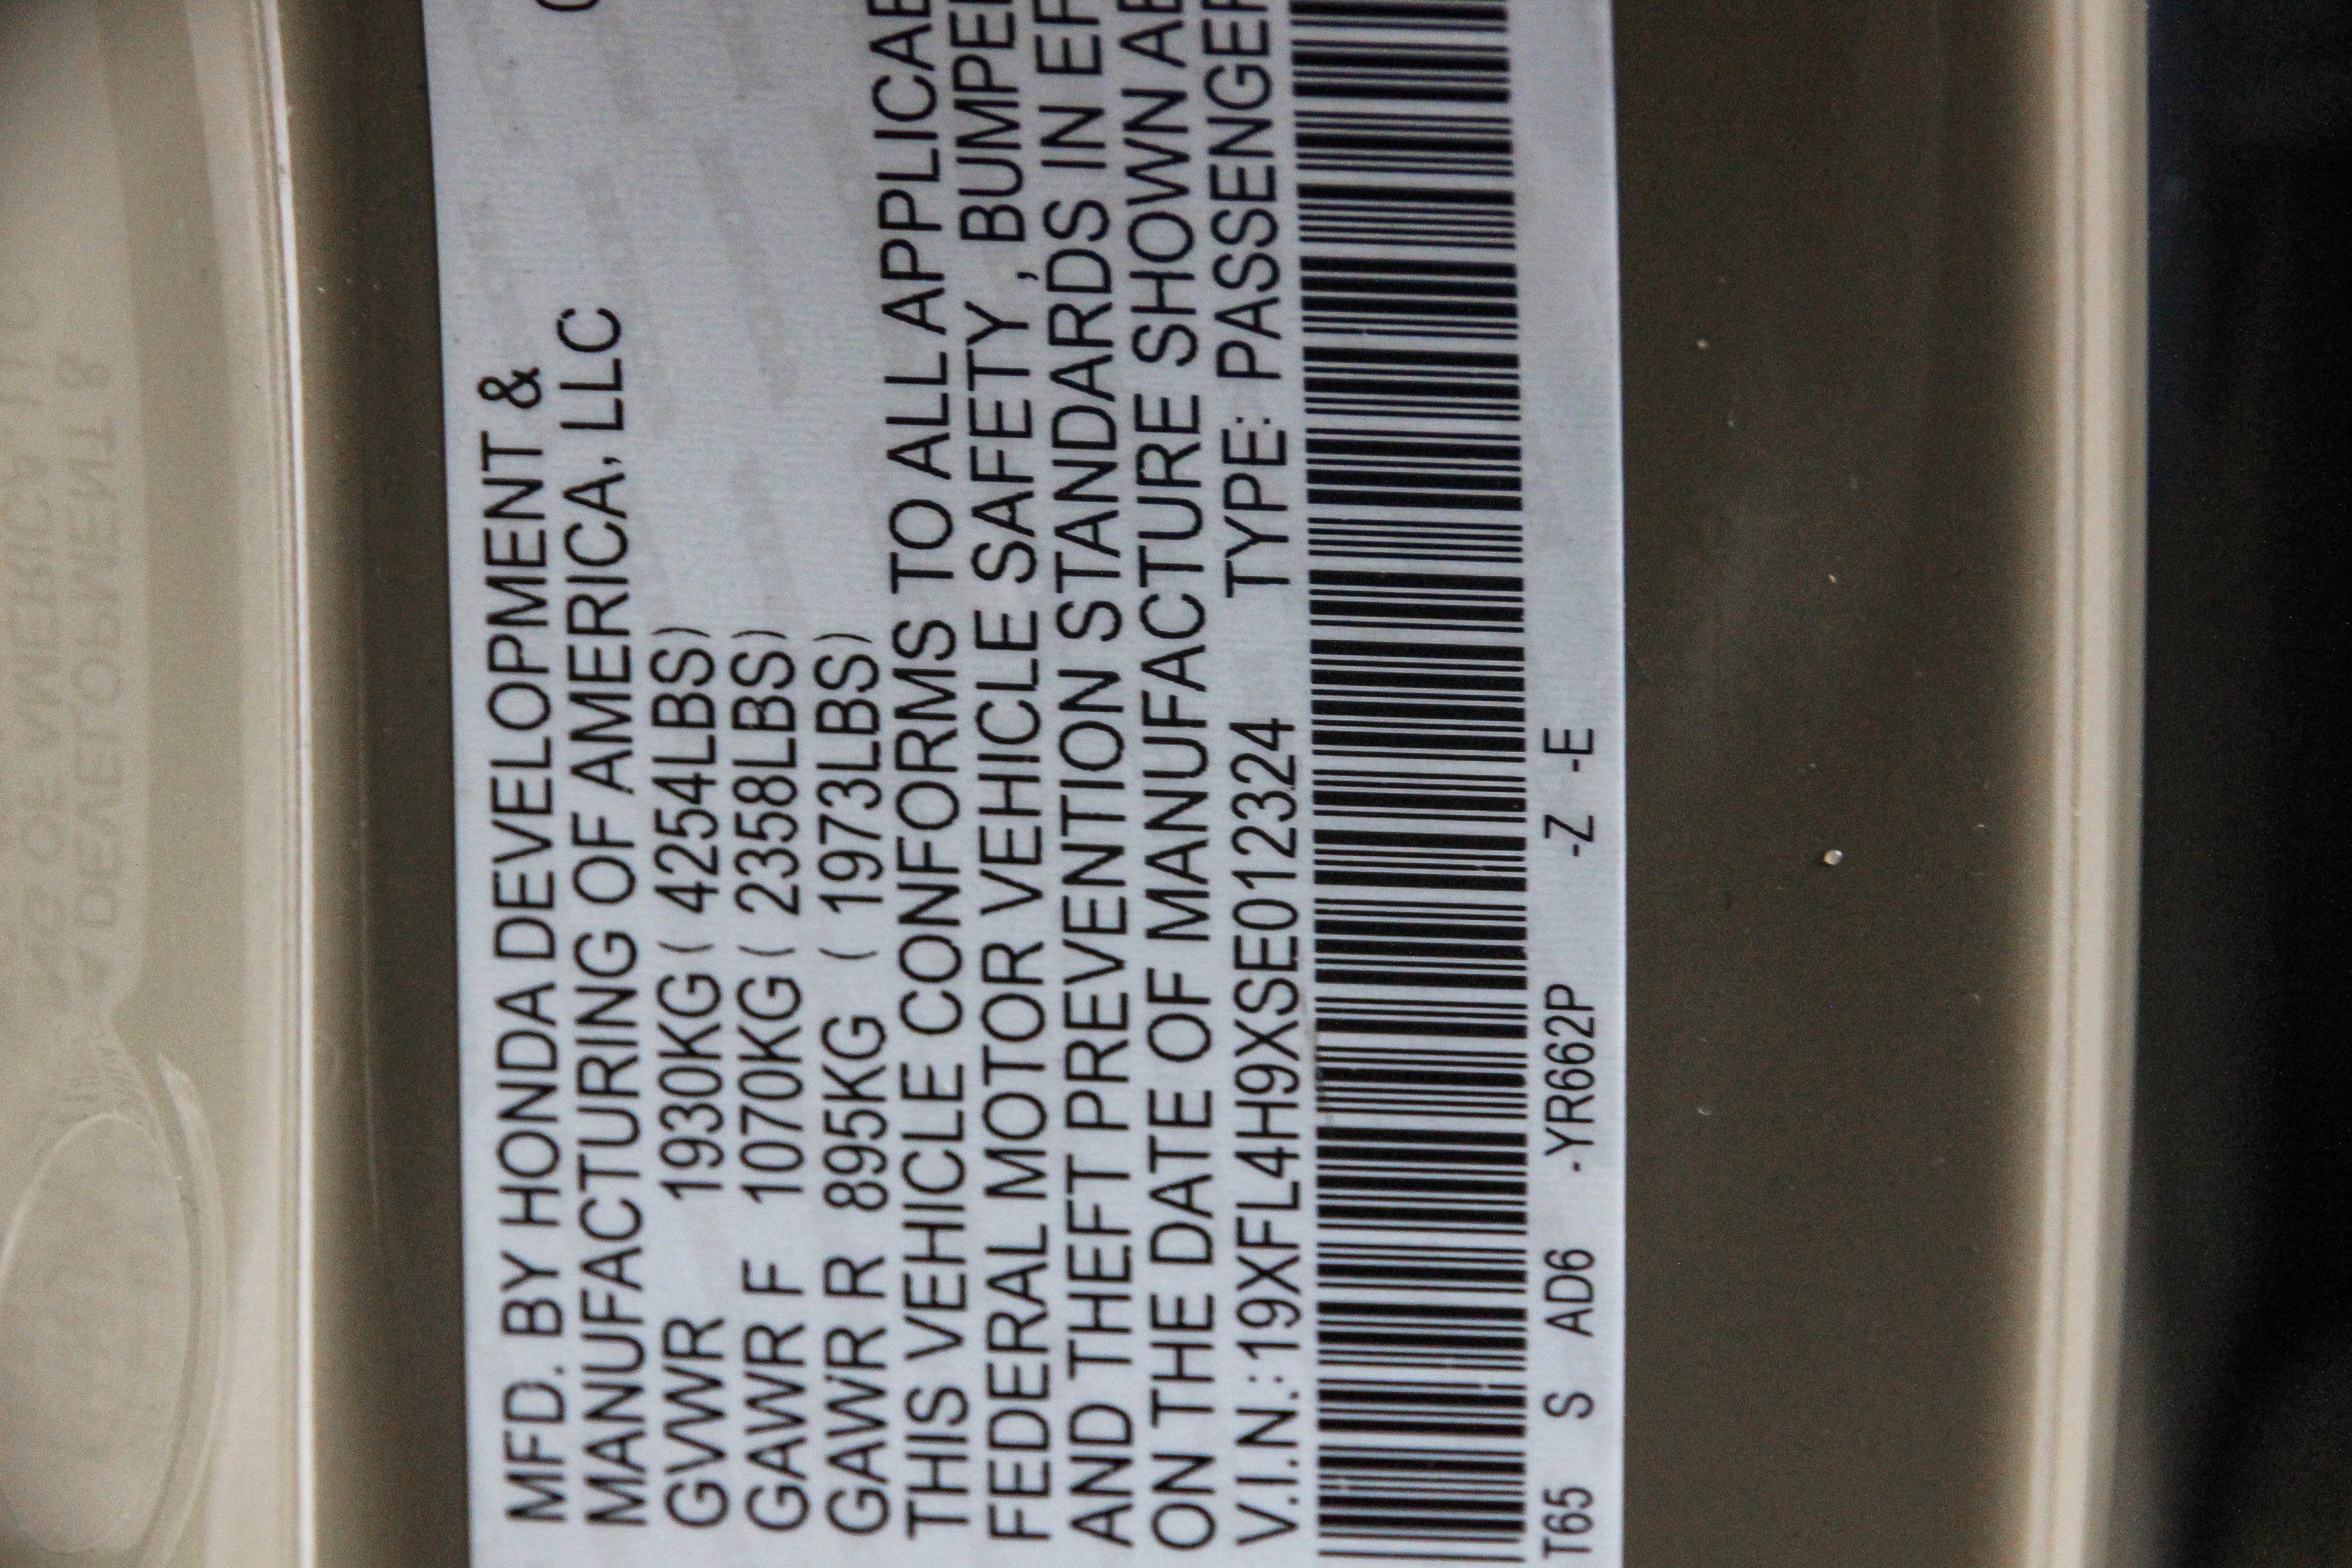 MFD. BY HONDA DEVELOPMENT &
MANUFACTURING OF AMERICA, LLC
GVWR 1930KG ( 4254LBS)
GAWR F 1070KG ( 2358LBS)
GAWR R 895KG ( 1973LBS)
THIS VEHICLE CONFORMS TO ALL APPLICAB
FEDERAL MOTOR VEHICLE SAFETY , BUMPE
AND THEFT PREVENTION STANDARDS IN EF
ON THE DATE OF MANUFACTURE SHOWN AB
V.I.N.: 19XFL4H9XSE012324 TYPE: PASSENGER
T65 S AD6 -YR662P -Z -E